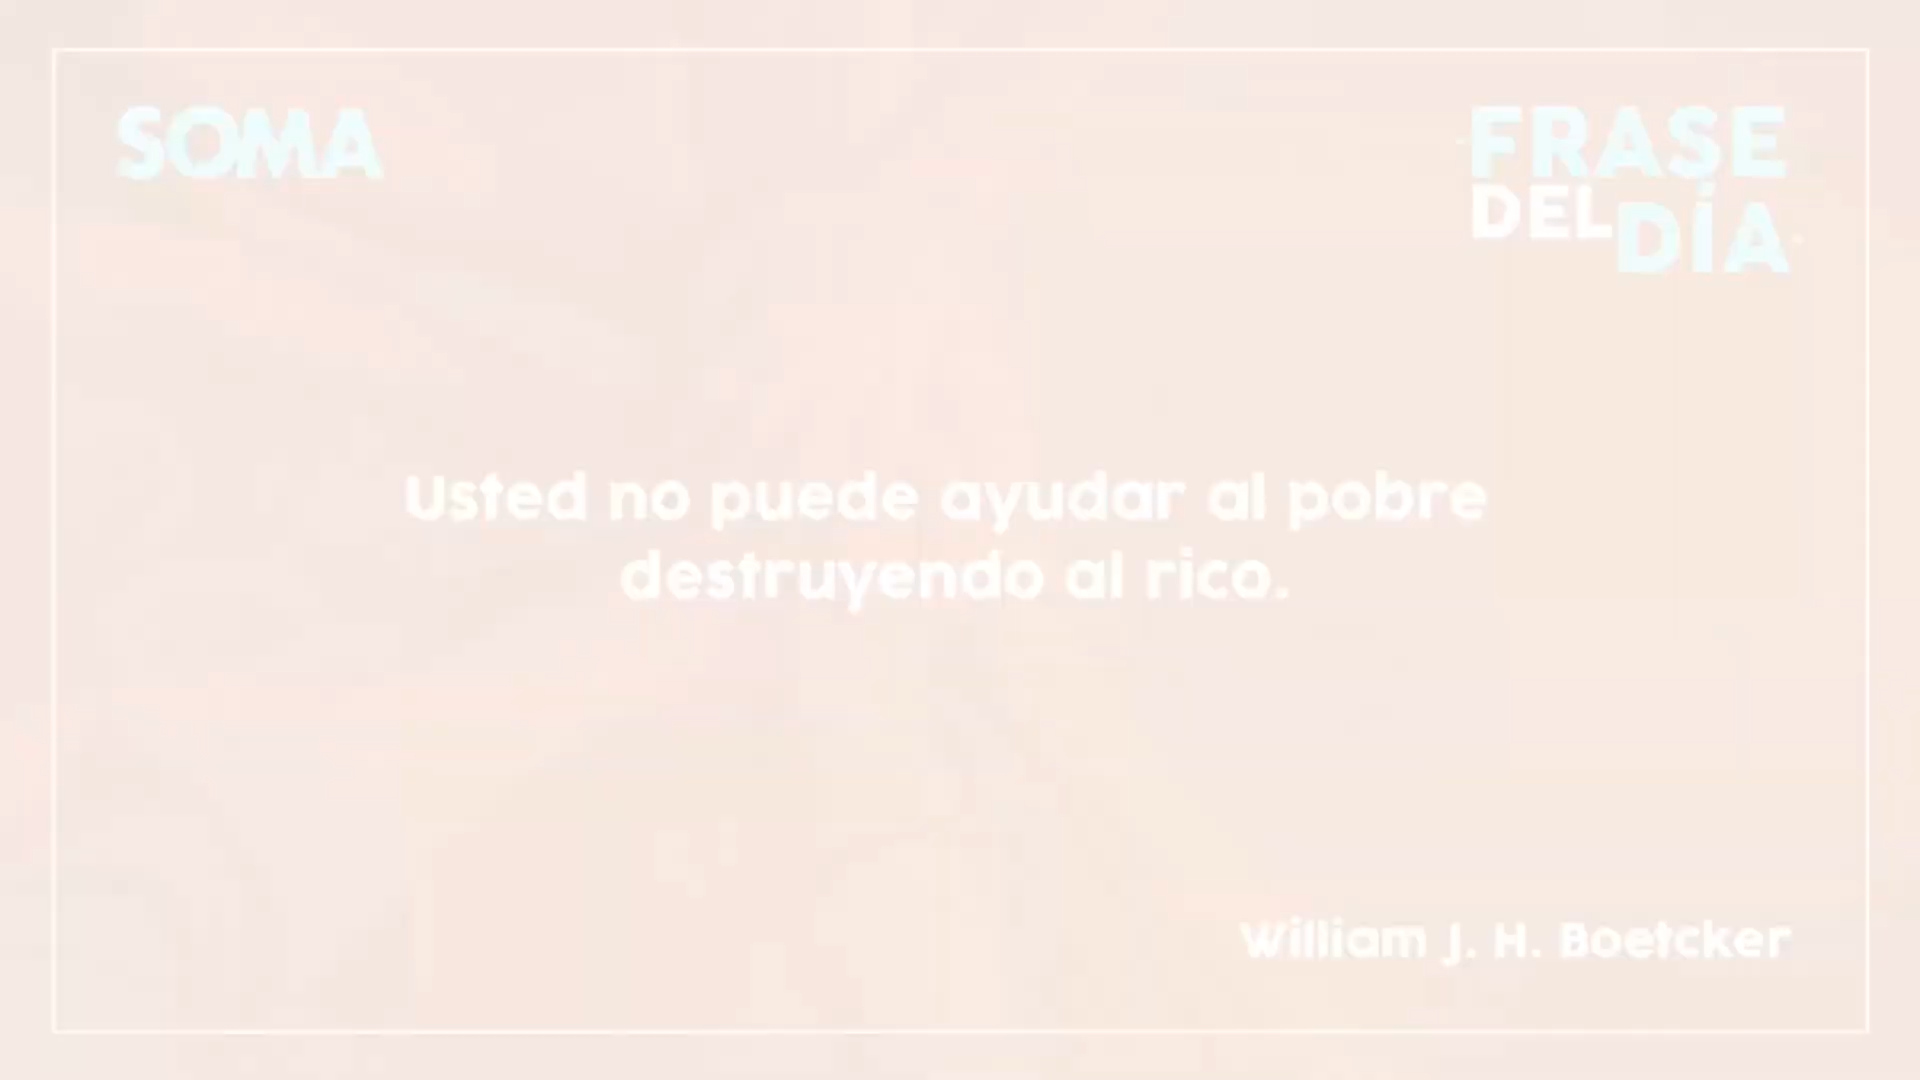 SOMA
FRASE
DEL DÍA
Usted no puede ayudar al pobre
destruyendo al rico.
William J. H. Boetcker